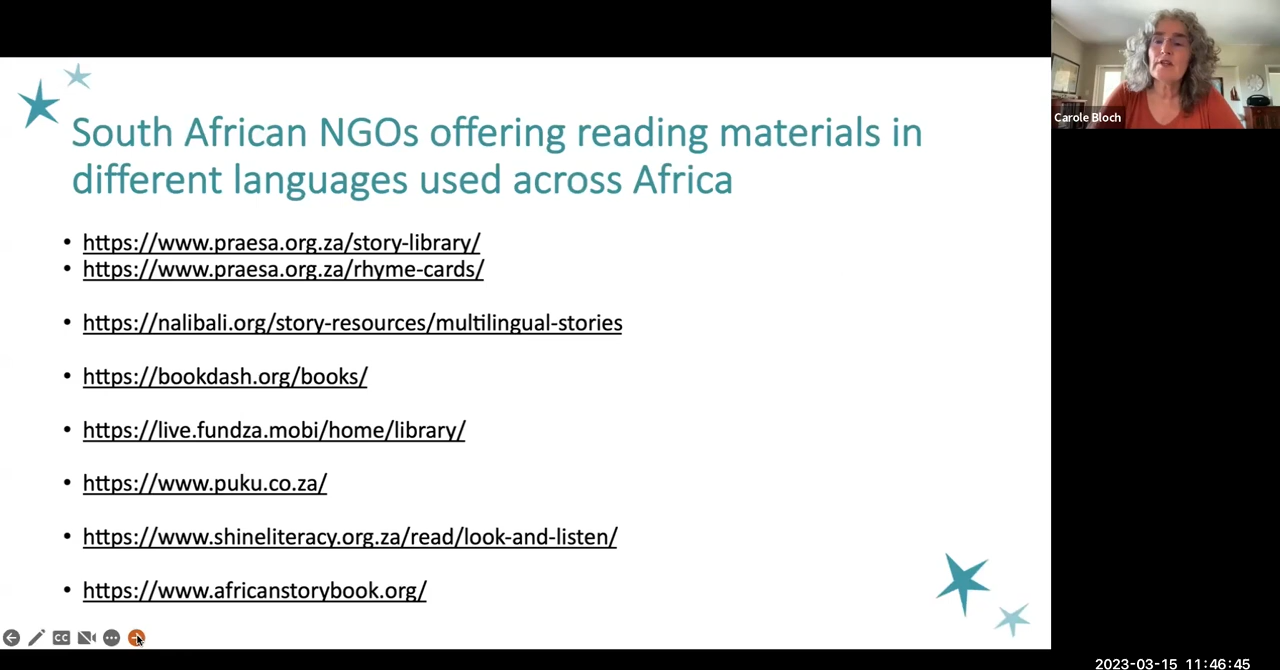 South African NGOs offering reading materials in
different languages used across Africa
• https://www.praesa.org.za/story-library/
• https://www.praesa.org.za/rhyme-cards/
• https://nalibali.org/story-resources/multilingual-stories
• https://bookdash.org/books/
• https://live.fundza.mobi/home/library/
• https://www.puku.co.za/
• https://www.shineliteracy.org.za/read/look-and-listen/
• https://www.africanstorybook.org/
CC
Carole Bloch
2023-03-15 11:46:45